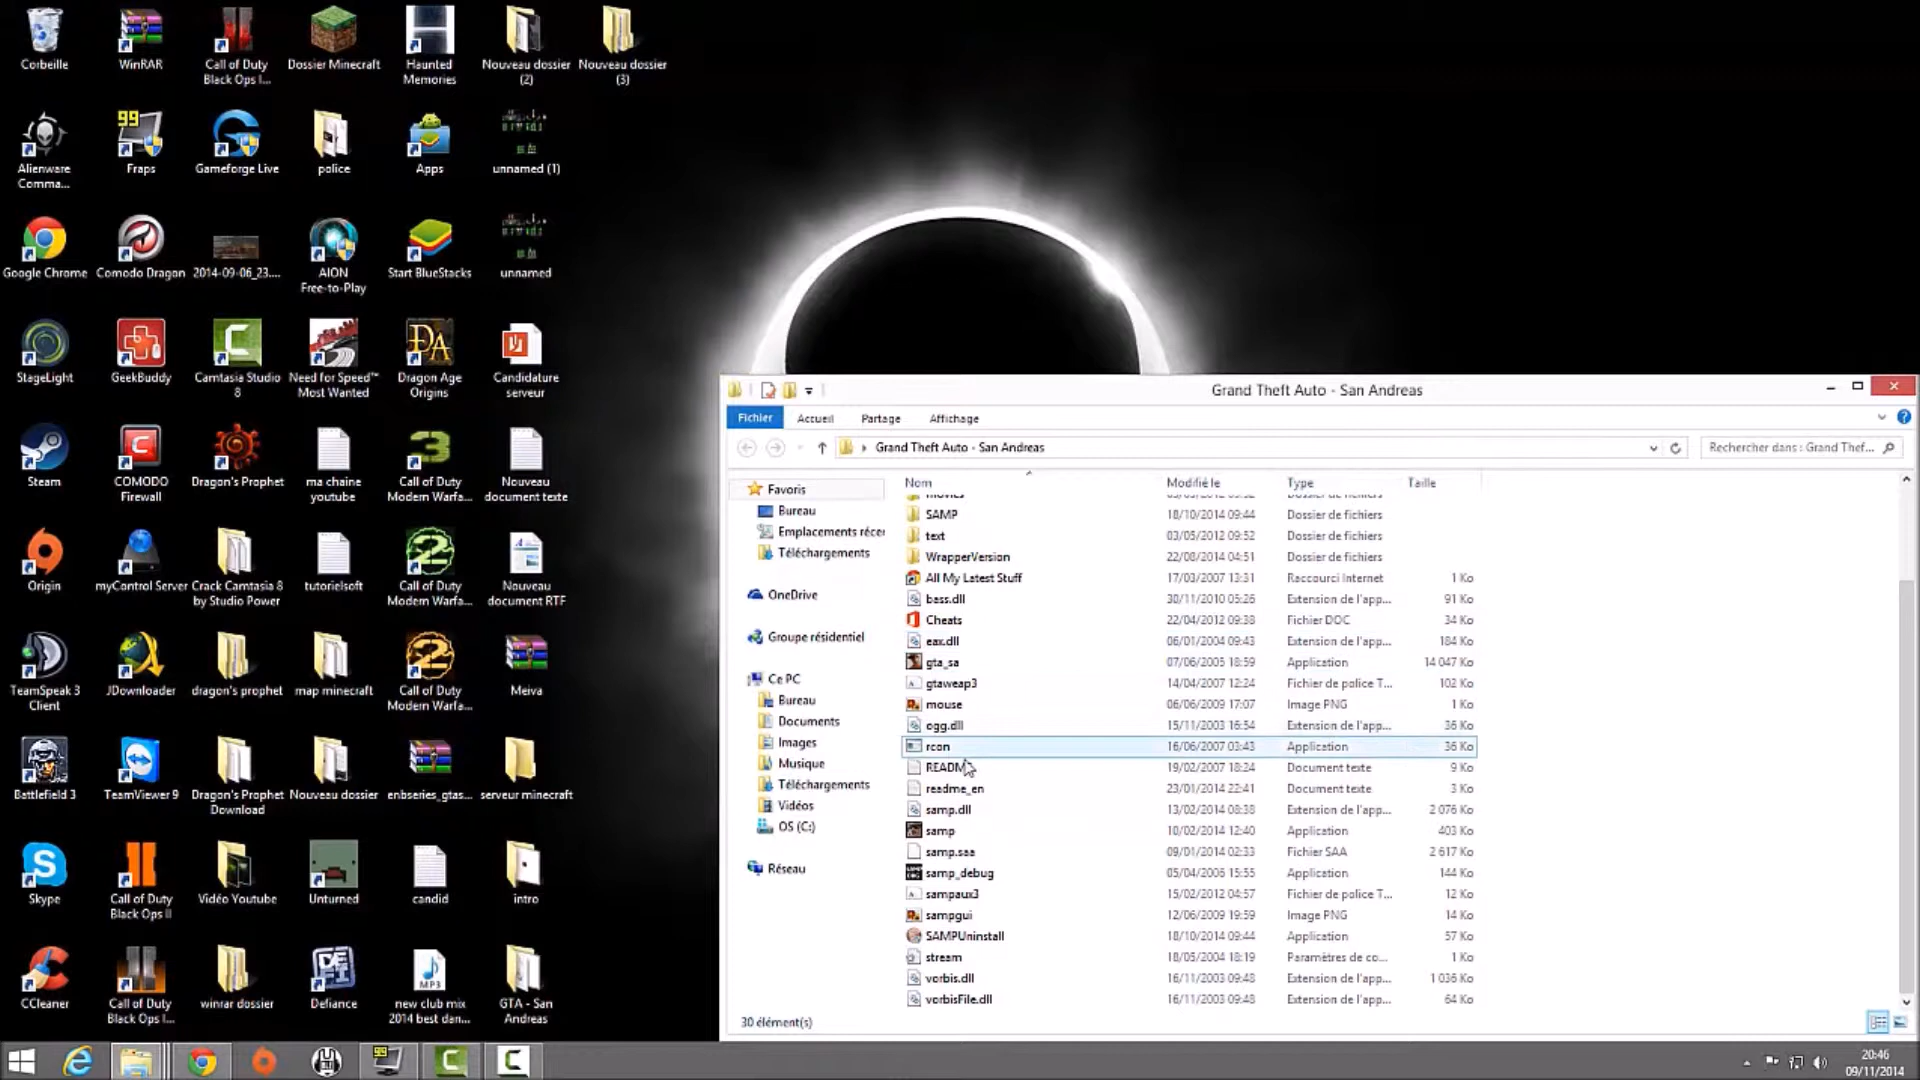 Corbeille
WinRAR
Call of Duty
Black Ops I...
Dossier Minecraft
Haunted
Memories
Nouveau dossier
(2)
Nouveau dossier
(3)
Alienware
Comma...
99
Fraps
Gameforge Live
police
Apps
unnamed (1)
Google Chrome
Comodo Dragon
2014-09-06_23....
AION
Free-to-Play
Start BlueStacks
unnamed
StageLight
GeekBuddy
Camtasia Studio
8
Need for Speed™
Most Wanted
Dragon Age
Origins
Candidature
serveur
Steam
COMODO
Firewall
Dragon's Prophet
ma chaine
youtube
Call of Duty
Modern Warfa...
Nouveau
document texte
Origin
myControl Server
Crack Camtasia 8
by Studio Power
tutorielsoft
Call of Duty
Modern Warfa...
Nouveau
document RTF
TeamSpeak 3
Client
JDownloader
dragon's prophet
map minecraft
Call of Duty
Modern Warfa...
Meiva
Battlefield 3
TeamViewer 9
Dragon's Prophet
Download
Nouveau dossier
enbseries_gtas...
serveur minecraft
Skype
Call of Duty
Black Ops II
Vidéo Youtube
Unturned
candid
intro
CCleaner
Call of Duty
Black Ops I...
winrar dossier
DEFI
Defiance
MP3
new club mix
2014 best dan...
GTA - San
Andreas
Grand Theft Auto - San Andreas
Fichier
Accueil
Partage
Affichage
Grand Theft Auto - San Andreas
Rechercher dans : Grand Thef...
Favoris
Bureau
Emplacements récen
Téléchargements
OneDrive
Groupe résidentiel
Ce PC
Bureau
Documents
Images
Musique
Téléchargements
Vidéos
OS (C:)
Réseau
Nom Modifié le Type Taille
SAMP 18/10/2014 09:44 Dossier de fichiers
text 03/05/2012 09:52 Dossier de fichiers
WrapperVersion 22/08/2014 04:51 Dossier de fichiers
All My Latest Stuff 17/03/2007 13:31 Raccourci Internet 1 Ko
bass.dll 30/11/2010 05:26 Extension de l'app... 91 Ko
Cheats 22/04/2012 09:38 Fichier DOC 34 Ko
eax.dll 06/01/2004 09:43 Extension de l'app... 184 Ko
gta_sa 07/06/2005 18:59 Application 14 047 Ko
gtaweap3 14/04/2007 12:24 Fichier de police T... 102 Ko
mouse 06/06/2009 17:07 Image PNG 1 Ko
ogg.dll 15/11/2003 16:54 Extension de l'app... 36 Ko
rcon 16/06/2007 03:43 Application 36 Ko
README 19/02/2007 18:24 Document texte 9 Ko
readme_en 23/01/2014 22:41 Document texte 3 Ko
samp.dll 13/02/2014 08:38 Extension de l'app... 2 076 Ko
samp 10/02/2014 12:40 Application 403 Ko
samp.saa 09/01/2014 02:33 Fichier SAA 2 617 Ko
samp_debug 05/04/2005 15:55 Application 144 Ko
sampaux3 15/02/2012 04:57 Fichier de police T... 12 Ko
sampgui 12/06/2009 19:59 Image PNG 14 Ko
SAMPUninstall 18/10/2014 09:44 Application 57 Ko
stream 18/05/2004 18:19 Paramètres de co... 1 Ko
vorbis.dll 16/11/2003 09:48 Extension de l'app... 1 036 Ko
vorbisFile.dll 16/11/2003 09:48 Extension de l'app... 64 Ko
30 élément(s)
99
20:46
09/11/2014